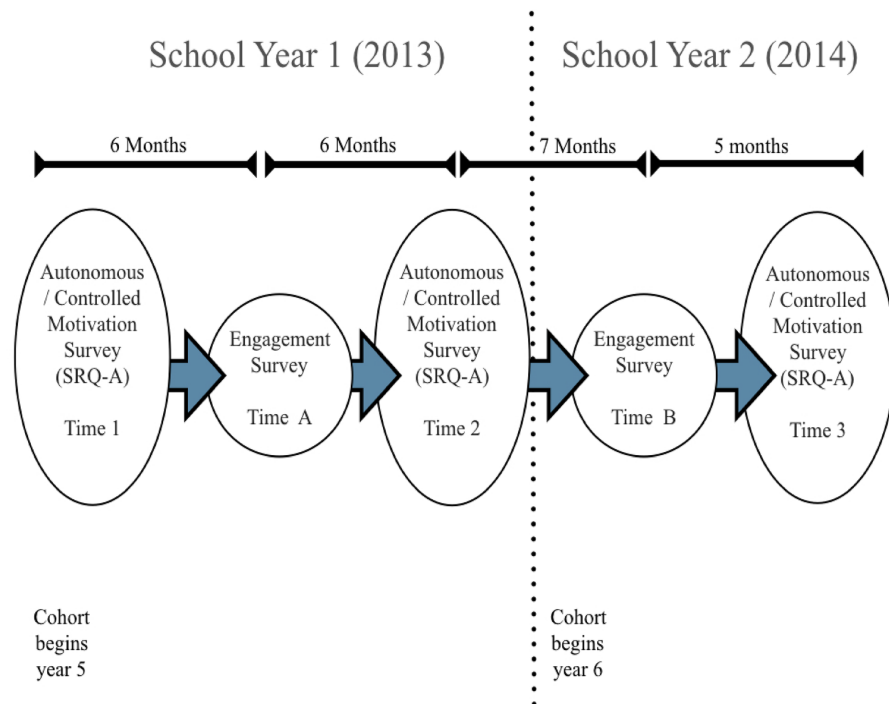 School Year 1 (2013)
School Year 2 (2014)
6 Months
6 Months
7 Months
5 months
Autonomous
/ Controlled
Motivation
Survey
(SRQ-A)
Time 1
Engagement
Survey
Time A
Autonomous
/ Controlled
Motivation
Survey
(SRQ-A)
Time 2
Engagement
Survey
Time B
Autonomous
/ Controlled
Motivation
Survey
(SRQ-A)
Time 3
Cohort
begins
year 5
Cohort
begins
year 6